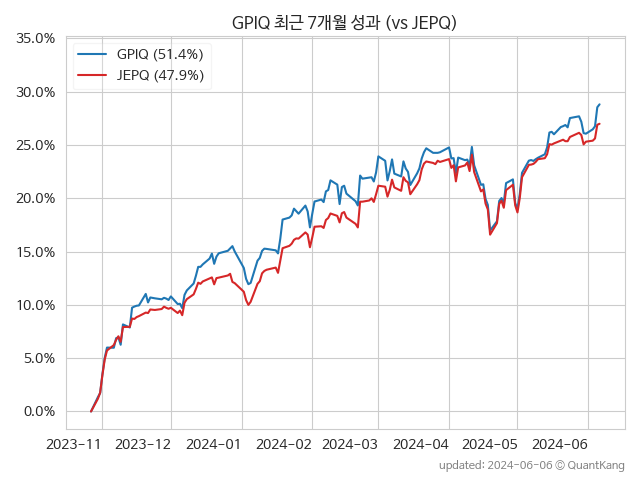 GPIQ 최근 7개월 성과 (vs JEPQ)
35.0%
30.0%
25.0%
20.0%
15.0%
10.0%
5.0%
0.0%
GPIQ (51.4%)
JEPQ (47.9%)
2023-11 2023-12 2024-01 2024-02 2024-03 2024-04 2024-05 2024-06
updated: 2024-06-06 © QuantKang